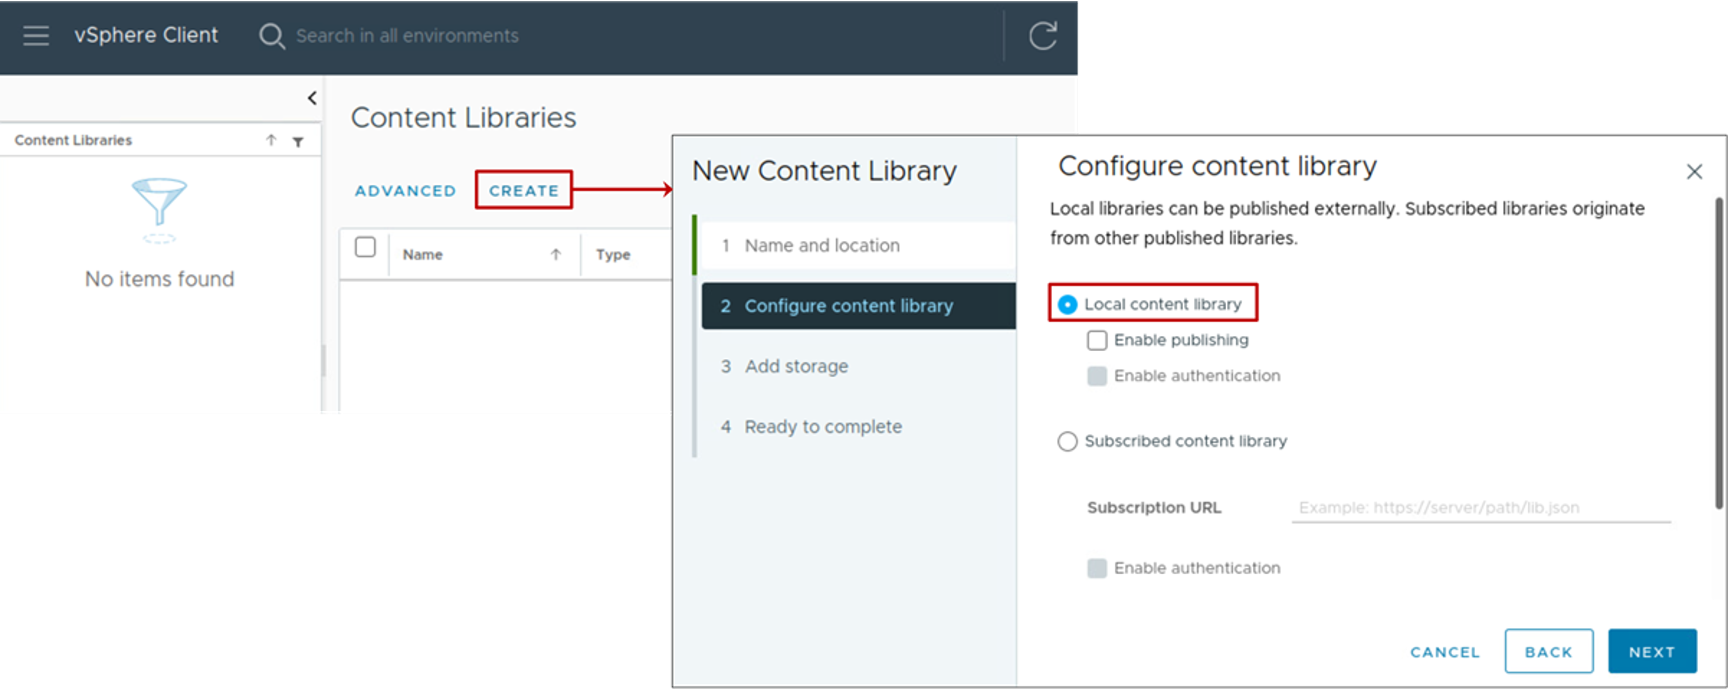 vSphere Client
Search in all environments
Content Libraries
No items found
Content Libraries
ADVANCED CREATE
Name Type
New Content Library
1 Name and location
2 Configure content library
3 Add storage
4 Ready to complete
Configure content library
Local libraries can be published externally. Subscribed libraries originate
from other published libraries.
Local content library
Enable publishing
Enable authentication
Subscribed content library
Subscription URL Example: https://server/path/lib.json
Enable authentication
CANCEL BACK NEXT